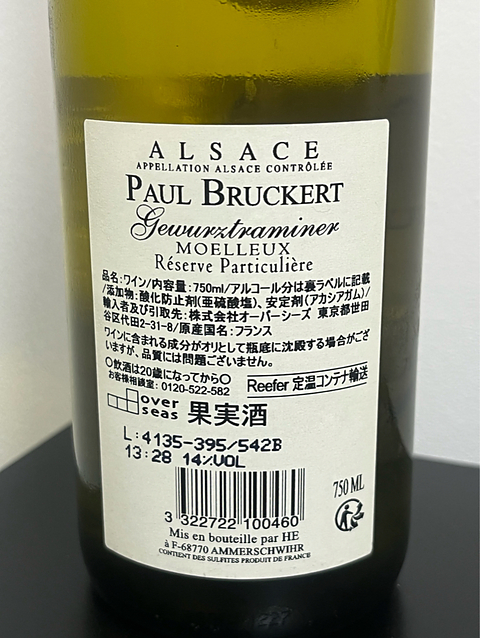 ALSACE
APPELLATION ALSACE CONTRÔLÉE
PAUL BRUCKERT
Gewurztraminer
MOELLEUX
Réserve Particulière
品名:ワイン/内容量:750ml/アルコール分は裏ラベルに記載
/添加物:酸化防止剤(亜硫酸塩)、安定剤(アカシアガム)/
輸入者及び引取先:株式会社オーバーシーズ 東京都世田
谷区代田2-31-8/原産国名:フランス
ワインに含まれる成分がオリとして瓶底に沈殿する場合がござ
いますが、品質には問題ございません。
〇飲酒は20歳になってから〇
お客様相談室:0120-522-582
Reefer 定温コンテナ輸送
over
seas
果実酒
L:4135-395/542B
13:28 14%VOL
750 ML
3 322722 100460
Mis en bouteille par HE
à F-68770 AMMERSCHWIHR
CONTIENT DES SULFITES PRODUIT DE FRANCE